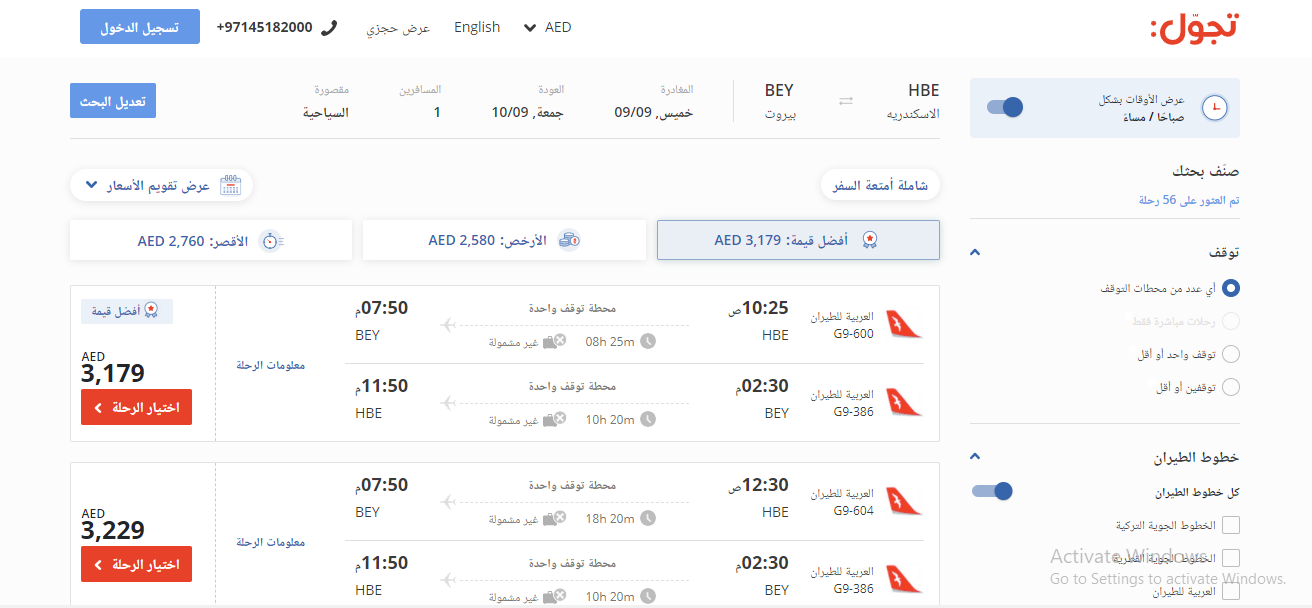 تجوّل:
AED
English
عرض حجزي
+97145182000
تسجيل الدخول
عرض الأوقات بشكل
صباحًا / مساءً
HBE
الاسكندريه
BEY
بيروت
المغادرة
خميس, 09/09
العودة
جمعة, 10/09
المسافرين
1
مقصورة
السياحية
تعديل البحث
صنَف بحثك
تم العثور على 56 رحلة
توقف
أي عدد من محطات التوقف
رحلات مباشرة فقط
توقف واحد أو أقل
توقفين أو أقل
خطوط الطيران
كل خطوط الطيران
الخطوط الجوية التركية
الخطوط الجوية القطرية
العربية للطيران
شاملة أمتعة السفر
عرض تقويم الأسعار
أفضل قيمة: AED 3,179
الأرخص: AED 2,580
الأقصر: AED 2,760
العربية للطيران
G9-600
10:25ص
HBE
محطة توقف واحدة
08h 25m
غير مشمولة
07:50م
BEY
العربية للطيران
G9-386
02:30م
BEY
محطة توقف واحدة
10h 20m
غير مشمولة
11:50م
HBE
معلومات الرحلة
أفضل قيمة
AED
3,179
اختيار الرحلة
العربية للطيران
G9-604
12:30ص
HBE
محطة توقف واحدة
18h 20m
غير مشمولة
07:50م
BEY
العربية للطيران
G9-386
02:30م
BEY
محطة توقف واحدة
10h 20m
غير مشمولة
11:50م
HBE
معلومات الرحلة
AED
3,229
اختيار الرحلة
Activate Windows
Go to Settings to activate Windows.